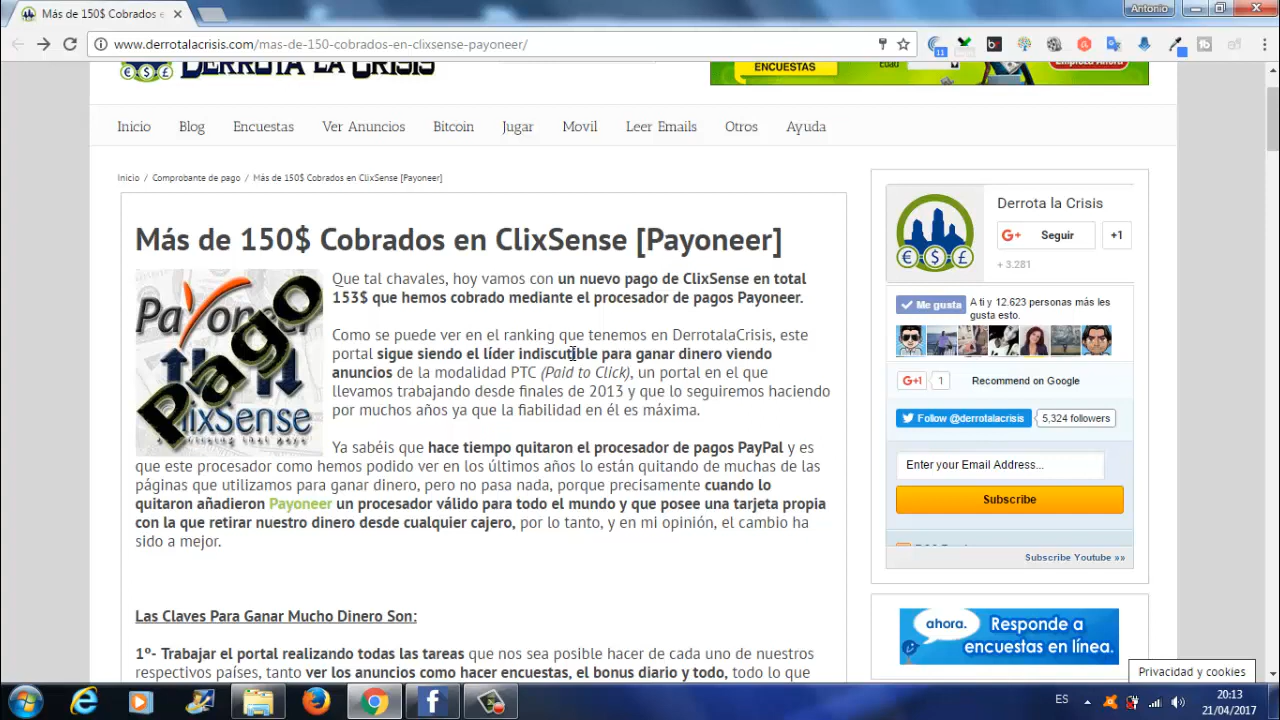 Más de 150$ Cobrados e
Antonio
www.derrotalacrisis.com/mas-de-150-cobrados-en-clixsense-payoneer/
11
DERROTA LA CRISIS
ENCUESTAS
Edad
Empieza Ahora
Inicio Blog Encuestas Ver Anuncios Bitcoin Jugar Movil Leer Emails Otros Ayuda
Inicio / Comprobante de pago / Más de 150$ Cobrados en ClixSense [Payoneer]
Más de 150$ Cobrados en ClixSense [Payoneer]
Payoneer
Pago
ClixSense
Que tal chavales, hoy vamos con un nuevo pago de ClixSense en total
153$ que hemos cobrado mediante el procesador de pagos Payoneer.
Como se puede ver en el ranking que tenemos en DerrotalaCrisis, este
portal sigue siendo el líder indiscutible para ganar dinero viendo
anuncios de la modalidad PTC (Paid to Click), un portal en el que
llevamos trabajando desde finales de 2013 y que lo seguiremos haciendo
por muchos años ya que la fiabilidad en él es máxima.
Ya sabéis que hace tiempo quitaron el procesador de pagos PayPal y es
que este procesador como hemos podido ver en los últimos años lo están quitando de muchas de las
páginas que utilizamos para ganar dinero, pero no pasa nada, porque precisamente cuando lo
quitaron añadieron Payoneer un procesador válido para todo el mundo y que posee una tarjeta propia
con la que retirar nuestro dinero desde cualquier cajero, por lo tanto, y en mi opinión, el cambio ha
sido a mejor.
Las Claves Para Ganar Mucho Dinero Son:
1º- Trabajar el portal realizando todas las tareas que nos sea posible hacer de cada uno de nuestros
respectivos países, tanto ver los anuncios como hacer encuestas, el bonus diario y todo, todo lo que
Derrota la Crisis
G+ Seguir +1
+ 3.281
Me gusta A ti y 12.623 personas más les
gusta esto.
G+1 1 Recommend on Google
Follow @derrotalacrisis 5,324 followers
Enter your Email Address...
Subscribe
Subscribe Youtube »»
ahora.
Responde a
encuestas en línea.
Privacidad y cookies
ES
20:13
21/04/2017